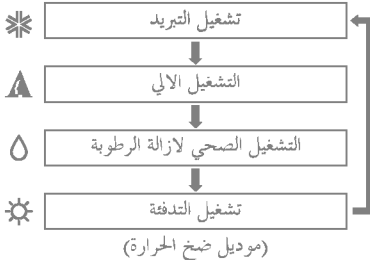 تشغيل التبريد
التشغيل الالي
التشغيل الصحي لازالة الرطوبة
تشغيل التدفئة
(موديل ضخ الحرارة)